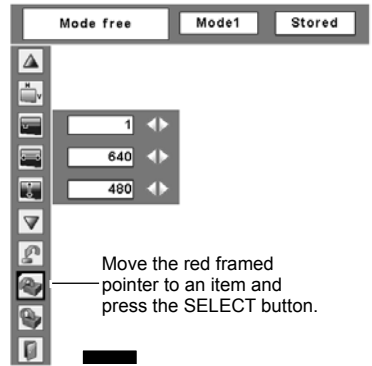 Mode free Mode1 Stored
H
V
1
640
480
Move the red framed
pointer to an item and
press the SELECT button.